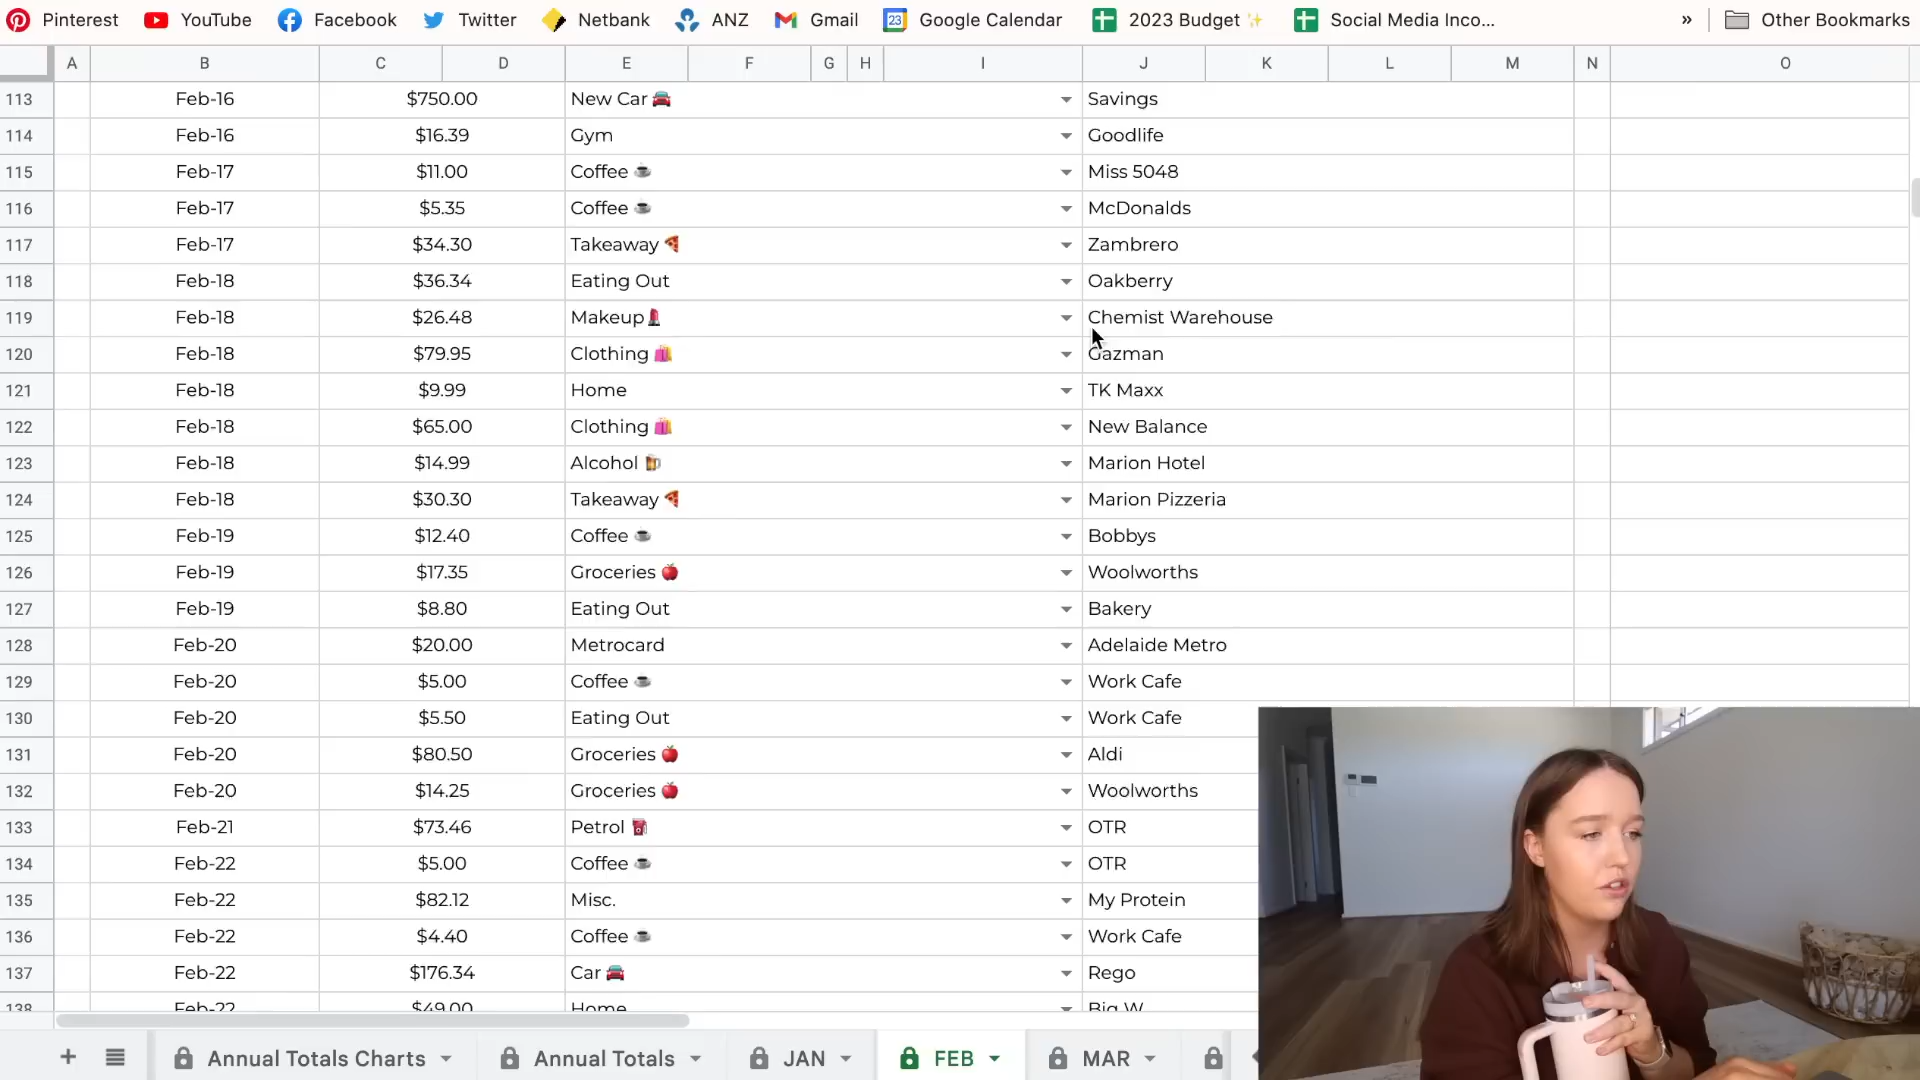 Pinterest YouTube Facebook Twitter Netbank ANZ Gmail 23 Google Calendar 2023 Budget ✨ Social Media Inco... » Other Bookmarks
A B C D E F G H I J K L M N O
113 Feb-16 $750.00 New Car 🚘 Savings
114 Feb-16 $16.39 Gym Goodlife
115 Feb-17 $11.00 Coffee ☕ Miss 5048
116 Feb-17 $5.35 Coffee ☕ McDonalds
117 Feb-17 $34.30 Takeaway 🍕 Zambrero
118 Feb-18 $36.34 Eating Out Oakberry
119 Feb-18 $26.48 Makeup💄 Chemist Warehouse
120 Feb-18 $79.95 Clothing 🛍️ Gazman
121 Feb-18 $9.99 Home TK Maxx
122 Feb-18 $65.00 Clothing 🛍️ New Balance
123 Feb-18 $14.99 Alcohol 🍺 Marion Hotel
124 Feb-18 $30.30 Takeaway 🍕 Marion Pizzeria
125 Feb-19 $12.40 Coffee ☕ Bobbys
126 Feb-19 $17.35 Groceries 🍎 Woolworths
127 Feb-19 $8.80 Eating Out Bakery
128 Feb-20 $20.00 Metrocard Adelaide Metro
129 Feb-20 $5.00 Coffee ☕ Work Cafe
130 Feb-20 $5.50 Eating Out Work Cafe
131 Feb-20 $80.50 Groceries 🍎 Aldi
132 Feb-20 $14.25 Groceries 🍎 Woolworths
133 Feb-21 $73.46 Petrol ⛽ OTR
134 Feb-22 $5.00 Coffee ☕ OTR
135 Feb-22 $82.12 Misc. My Protein
136 Feb-22 $4.40 Coffee ☕ Work Cafe
137 Feb-22 $176.34 Car 🚘 Rego
138 Feb-22 $49.00 Home Big W
+ Annual Totals Charts Annual Totals JAN FEB MAR